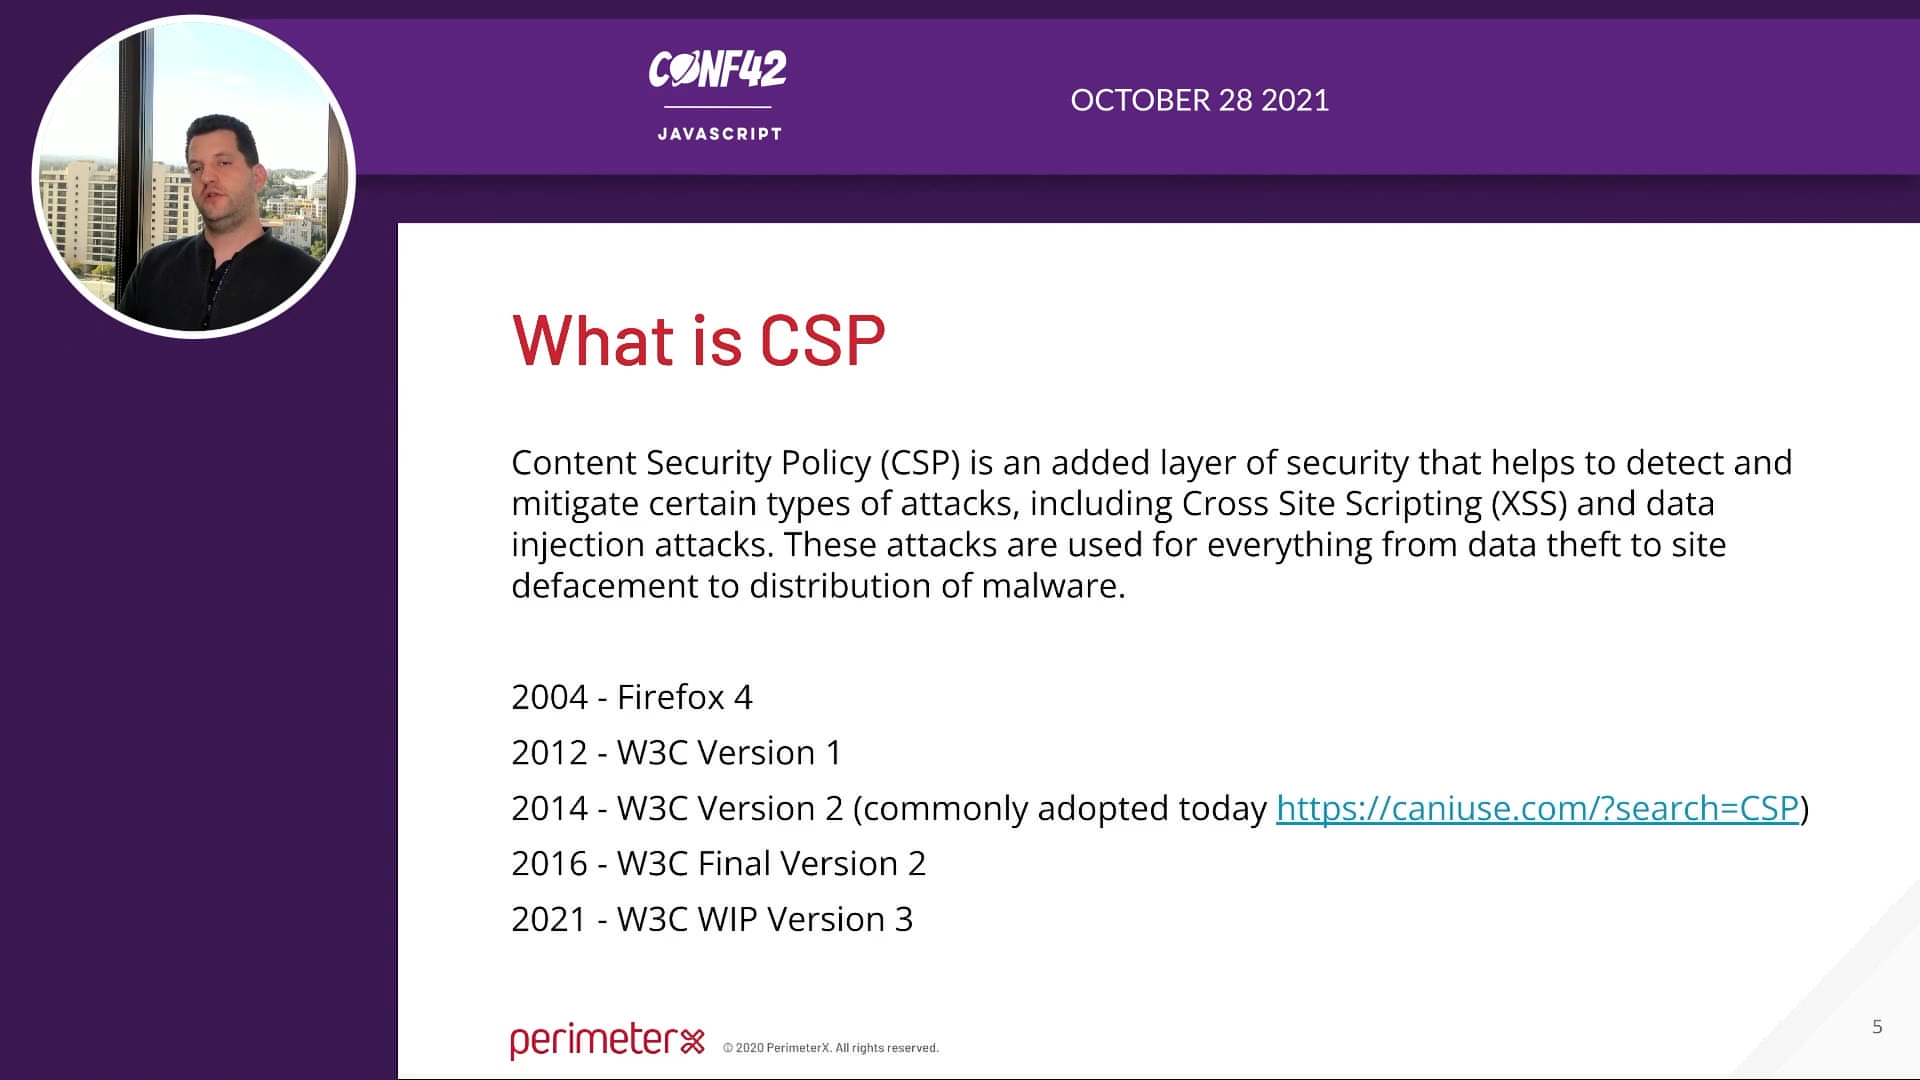 CONF42
JAVASCRIPT
OCTOBER 28 2021
What is CSP
Content Security Policy (CSP) is an added layer of security that helps to detect and
mitigate certain types of attacks, including Cross Site Scripting (XSS) and data
injection attacks. These attacks are used for everything from data theft to site
defacement to distribution of malware.
2004 - Firefox 4
2012 - W3C Version 1
2014 - W3C Version 2 (commonly adopted today https://caniuse.com/?search=CSP)
2016 - W3C Final Version 2
2021 - W3C WIP Version 3
perimeterx
© 2020 PerimeterX. All rights reserved.
5